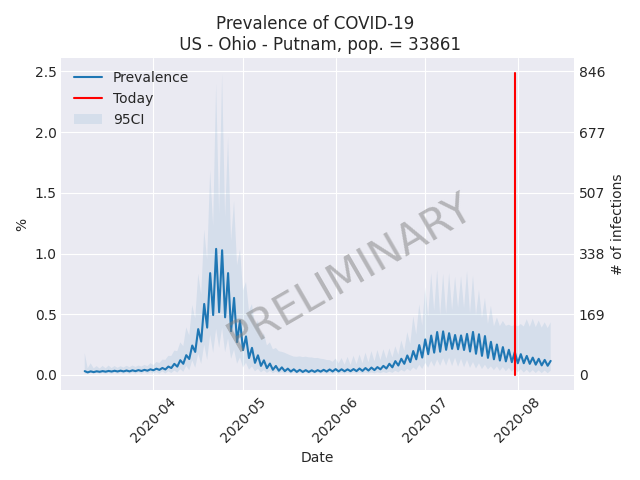 Prevalence of COVID-19
US - Ohio - Putnam, pop. = 33861
Prevalence
Today
95CI
PRELIMINARY
%
2.5
2.0
1.5
1.0
0.5
0.0
846
677
507
338
169
0
# of infections
2020-04
2020-05
2020-06
2020-07
2020-08
Date